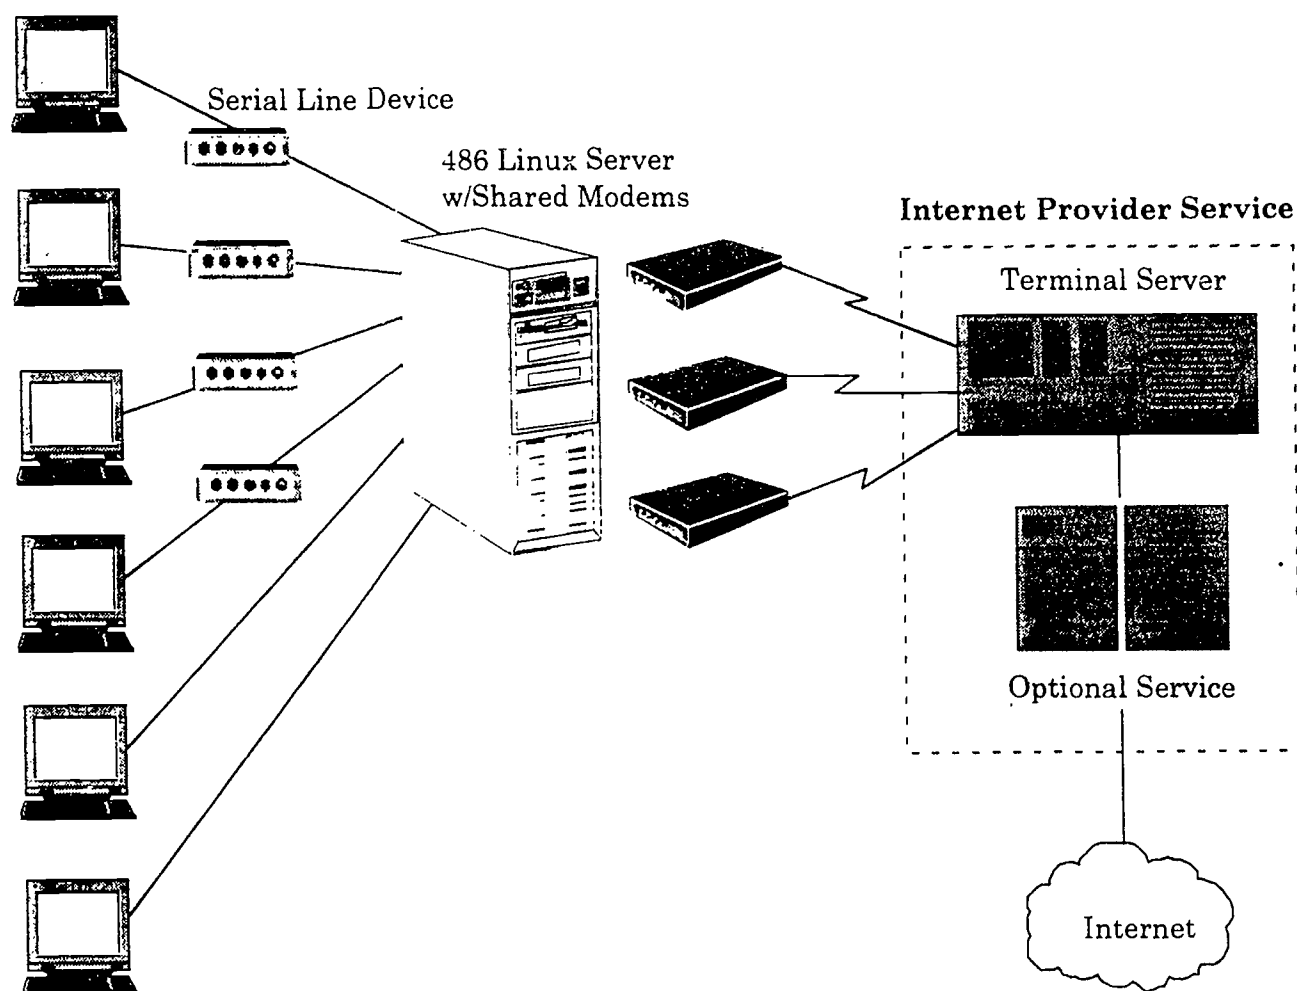 Serial Line Device
486 Linux Server
w/Shared Modems
Internet Provider Service
Terminal Server
Optional Service
Internet